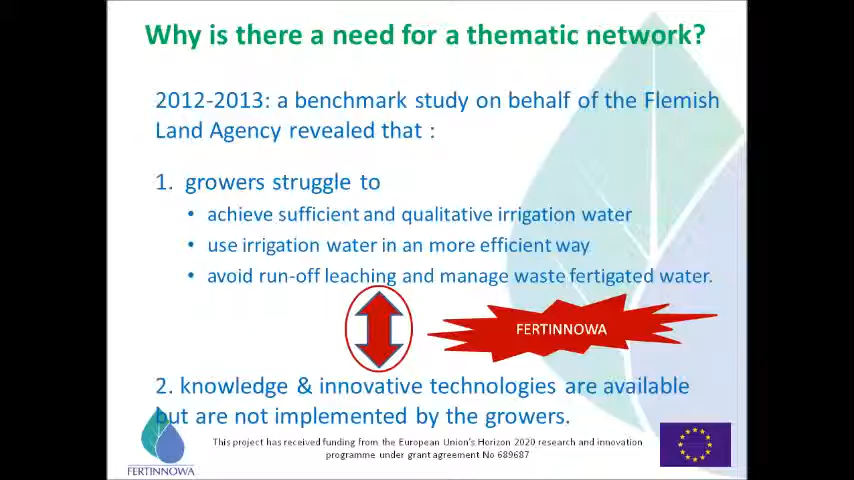 Why is there a need for a thematic network?
2012-2013: a benchmark study on behalf of the Flemish
Land Agency revealed that :
1. growers struggle to
• achieve sufficient and qualitative irrigation water
• use irrigation water in an more efficient way
• avoid run-off leaching and manage waste fertigated water.
FERTINNOWA
2. knowledge & innovative technologies are available
but are not implemented by the growers.
This project has received funding from the European Union's Horizon 2020 research and innovation
programme under grant agreement No 689687
FERTINNOWA